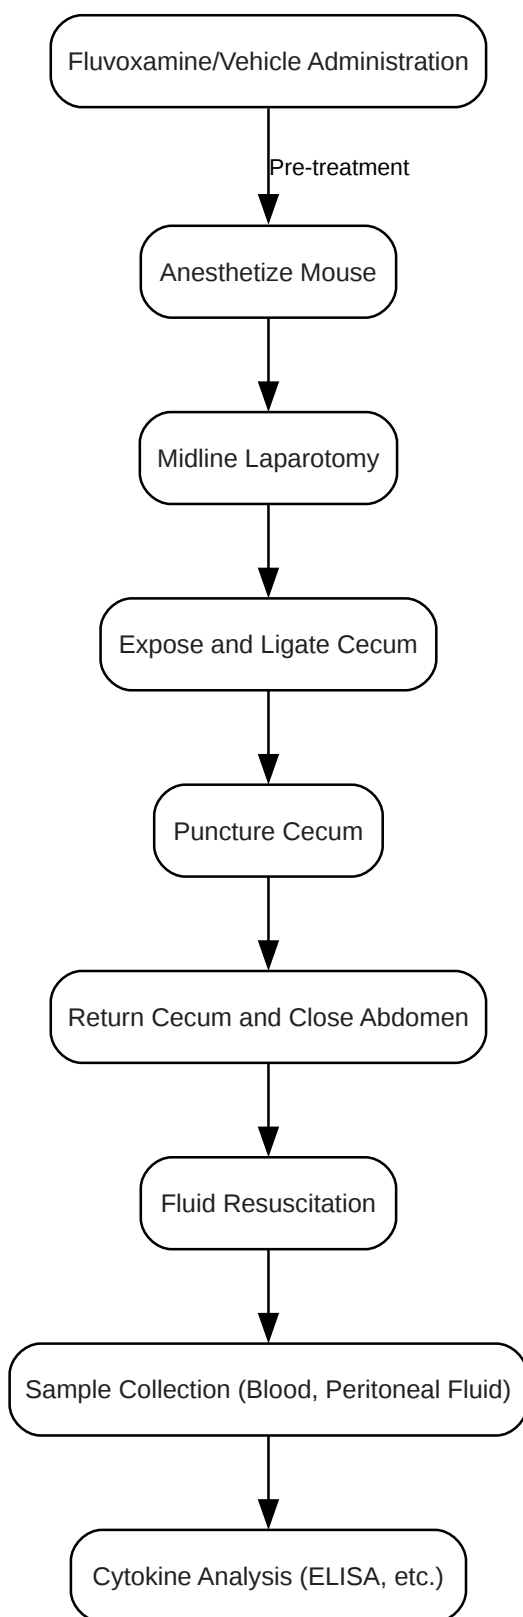 Fluvoxamine/Vehicle Administration
Pre-treatment
Anesthetize Mouse
Midline Laparotomy
Expose and Ligate Cecum
Puncture Cecum
Return Cecum and Close Abdomen
Fluid Resuscitation
Sample Collection (Blood, Peritoneal Fluid)
Cytokine Analysis (ELISA, etc.)